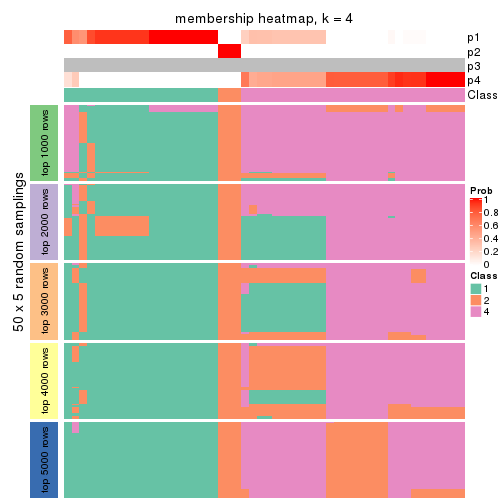 membership heatmap, k = 4
p1
p2
p3
p4
Class
50 x 5 random samplings
top 1000 rows
top 2000 rows
top 3000 rows
top 4000 rows
top 5000 rows
Prob
1
0.8
0.6
0.4
0.2
0
Class
1
2
4